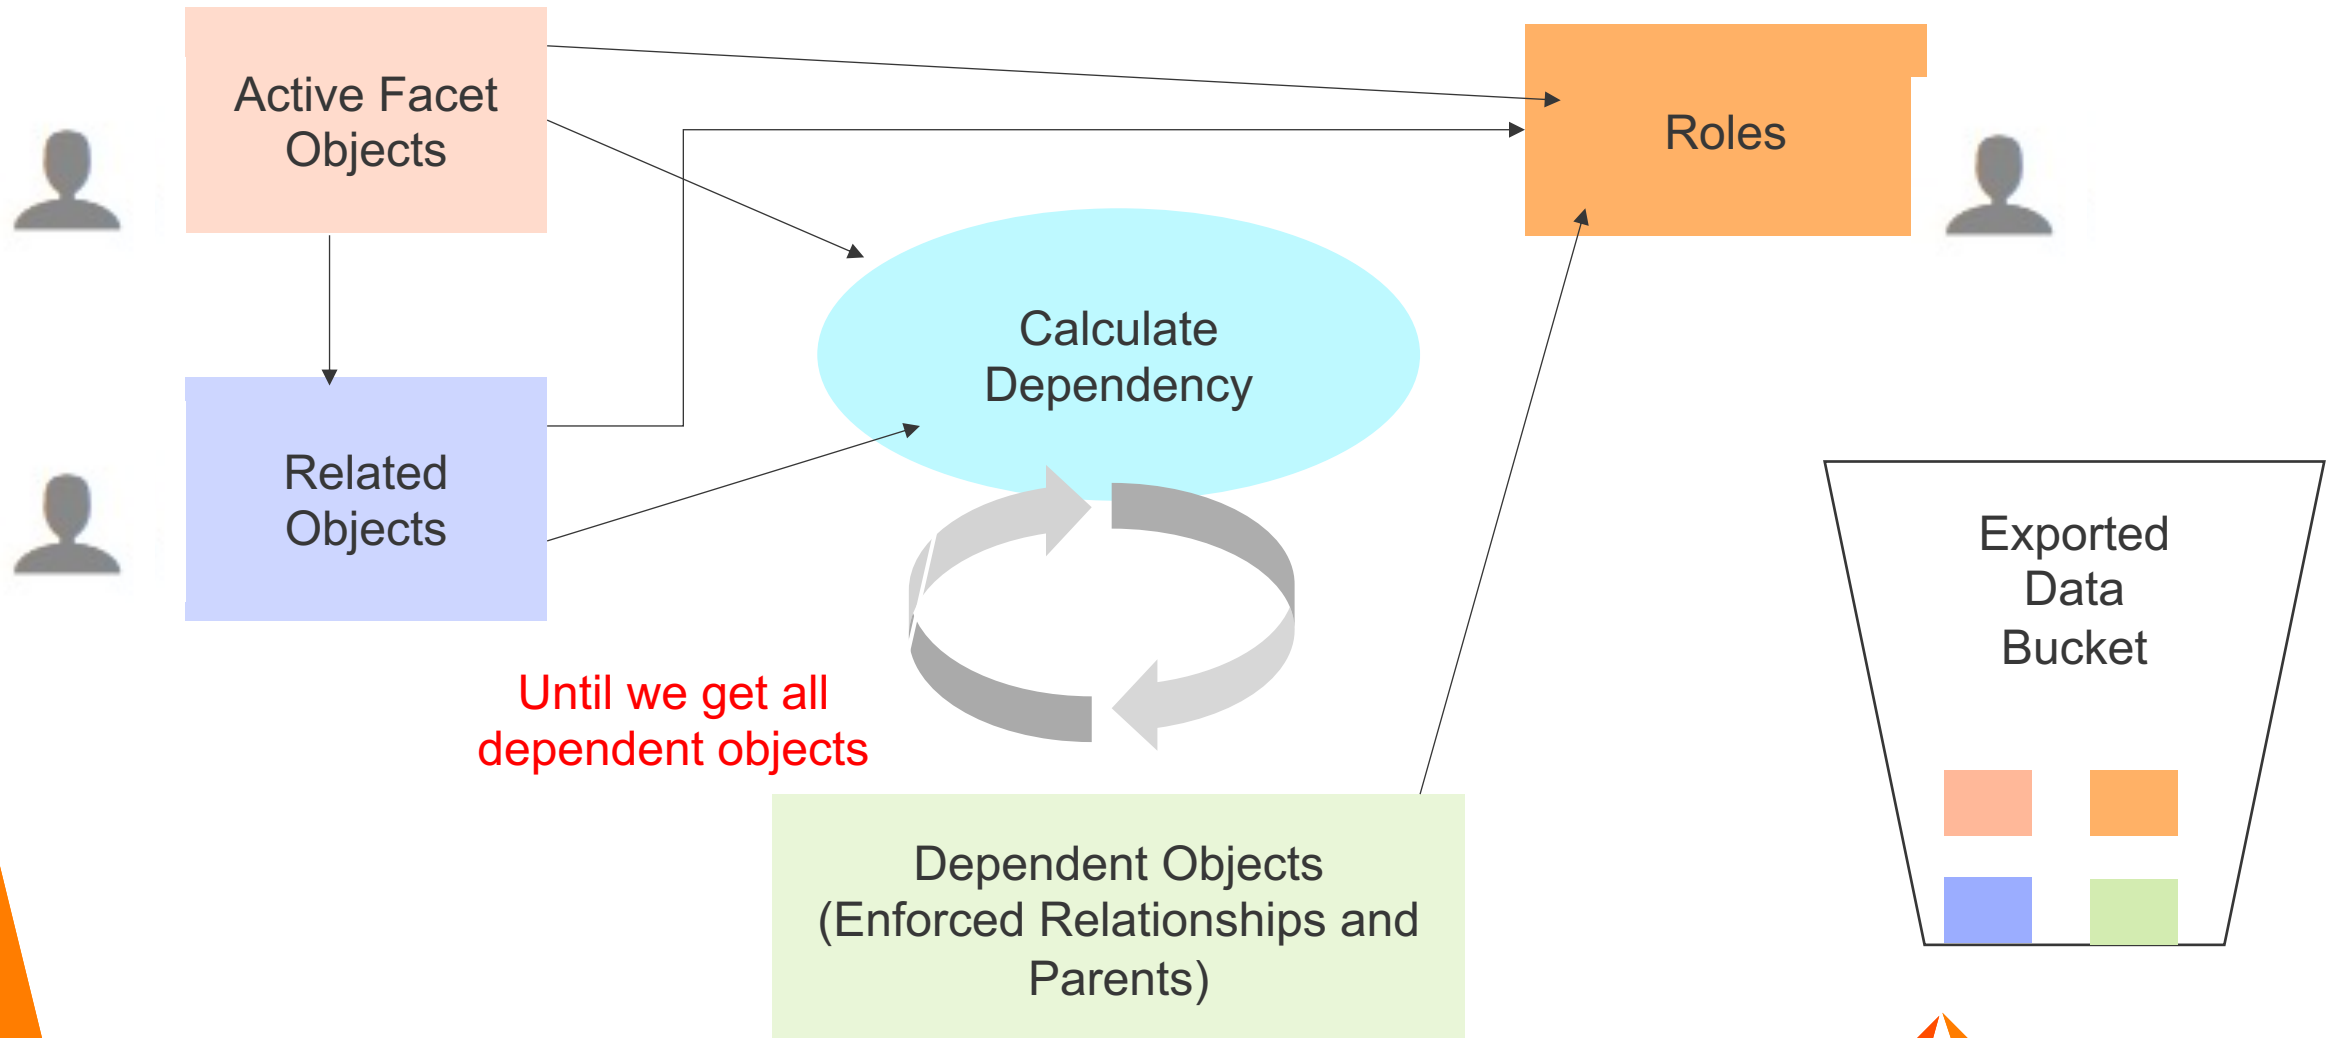 Active Facet
Objects
Roles
Calculate
Dependency
Related
Objects
Exported
Data
Bucket
Until we get all
dependent objects
Dependent Objects
(Enforced Relationships and
Parents)